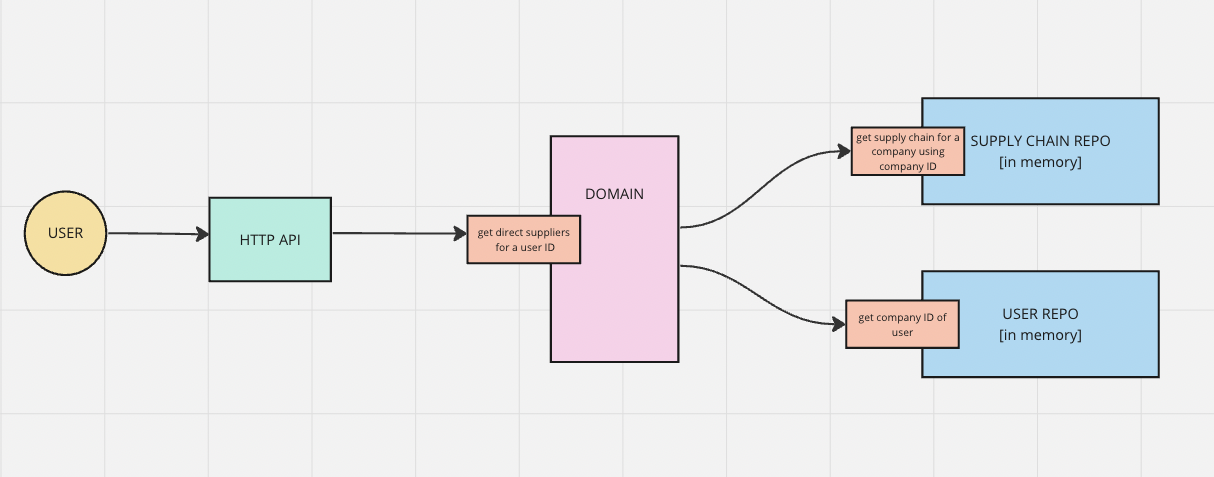 USER
HTTP API
get direct suppliers
for a user ID
DOMAIN
get supply chain for a
company using
company ID
SUPPLY CHAIN REPO
[in memory]
get company ID of
user
USER REPO
[in memory]